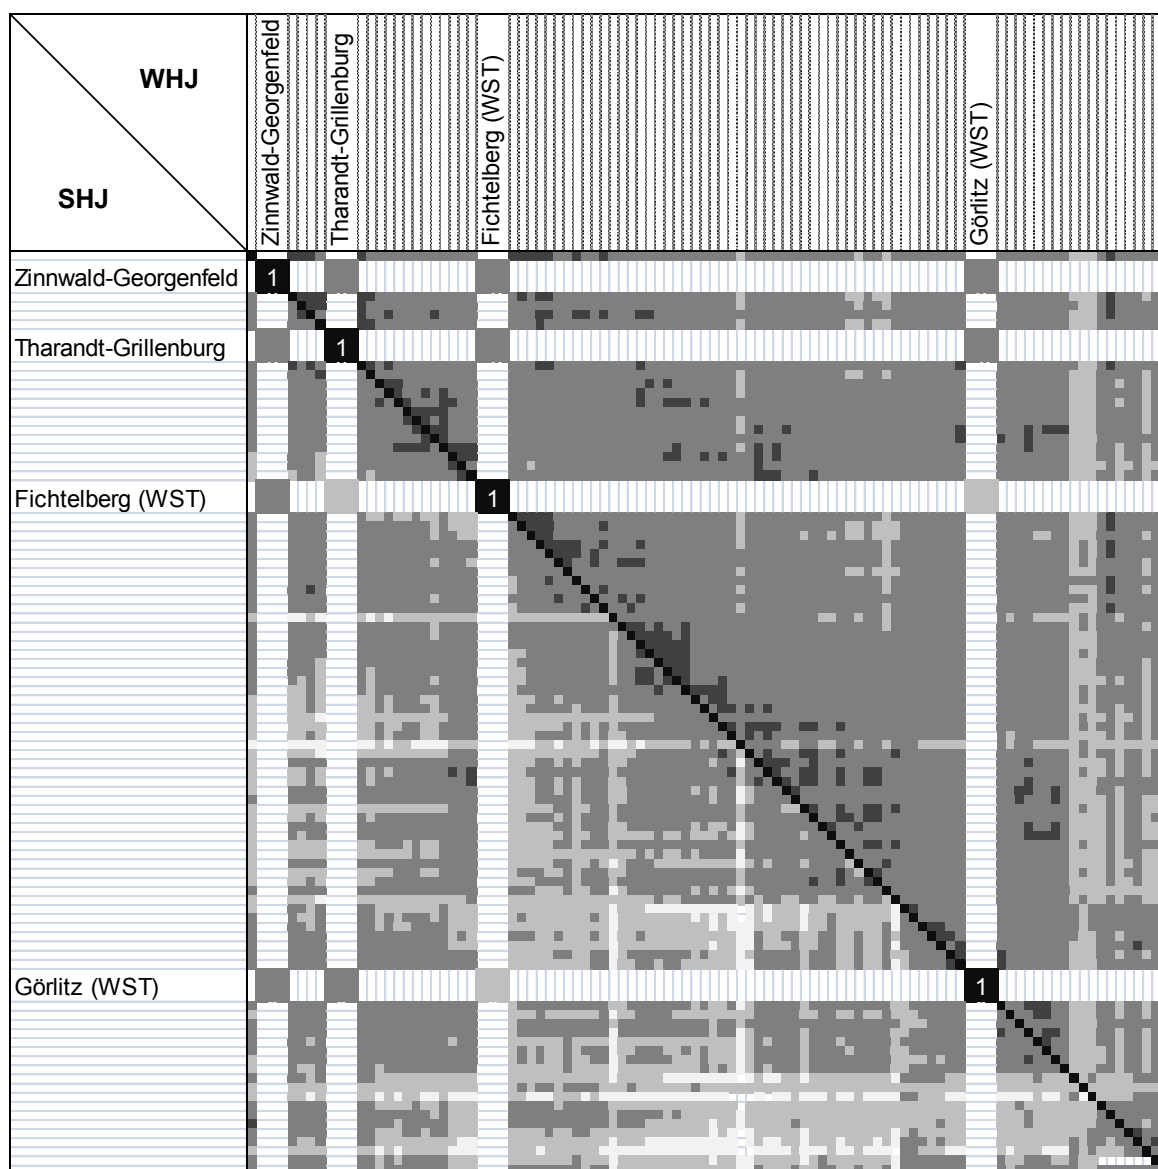 WHJ
SHJ
Zinnwald-Georgenfeld
Tharandt-Grillenburg
Fichtelberg (WST)
Görlitz (WST)
Zinnwald-Georgenfeld
1
Tharandt-Grillenburg
1
Fichtelberg (WST)
1
Görlitz (WST)
1